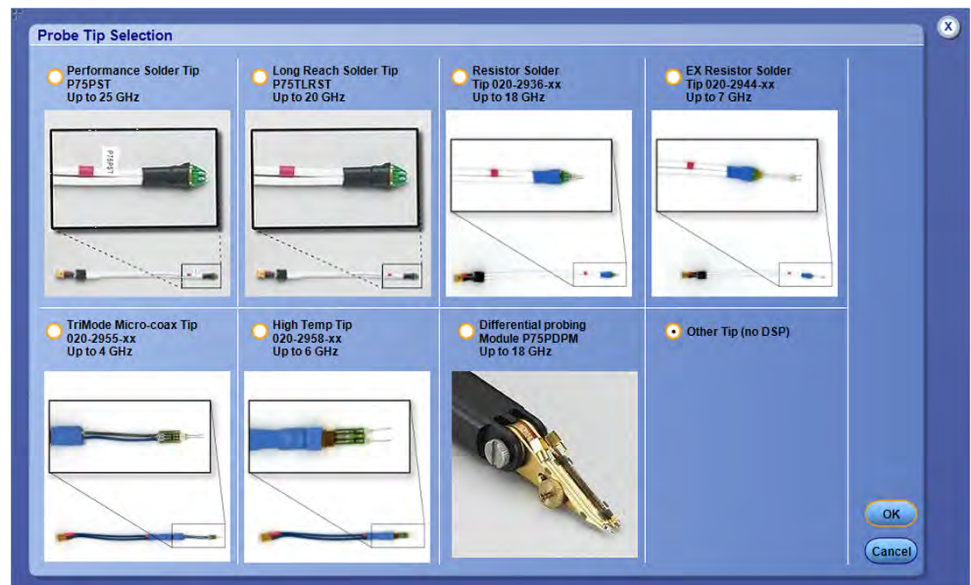 Probe Tip Selection
X
Performance Solder Tip
P75PST
Up to 25 GHz
Long Reach Solder Tip
P75TLRST
Up to 20 GHz
Resistor Solder
Tip 020-2936-xx
Up to 18 GHz
EX Resistor Solder
Tip 020-2944-xx
Up to 7 GHz
P75PST
TriMode Micro-coax Tip
020-2955-xx
Up to 4 GHz
High Temp Tip
020-2958-xx
Up to 6 GHz
Differential probing
Module P75PDPM
Up to 18 GHz
Other Tip (no DSP)
OK
Cancel